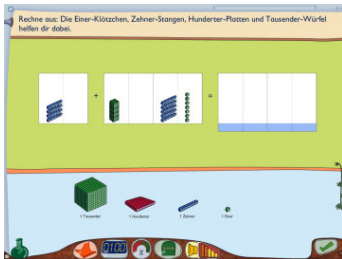 Rechne aus: Die Einer-Klötzchen, Zehner-Stangen, Hunderter-Platten und Tausender-Würfel
helfen dir dabei.
+ =
1 Tausender 1 Hunderter 1 Zehner 1 Einer